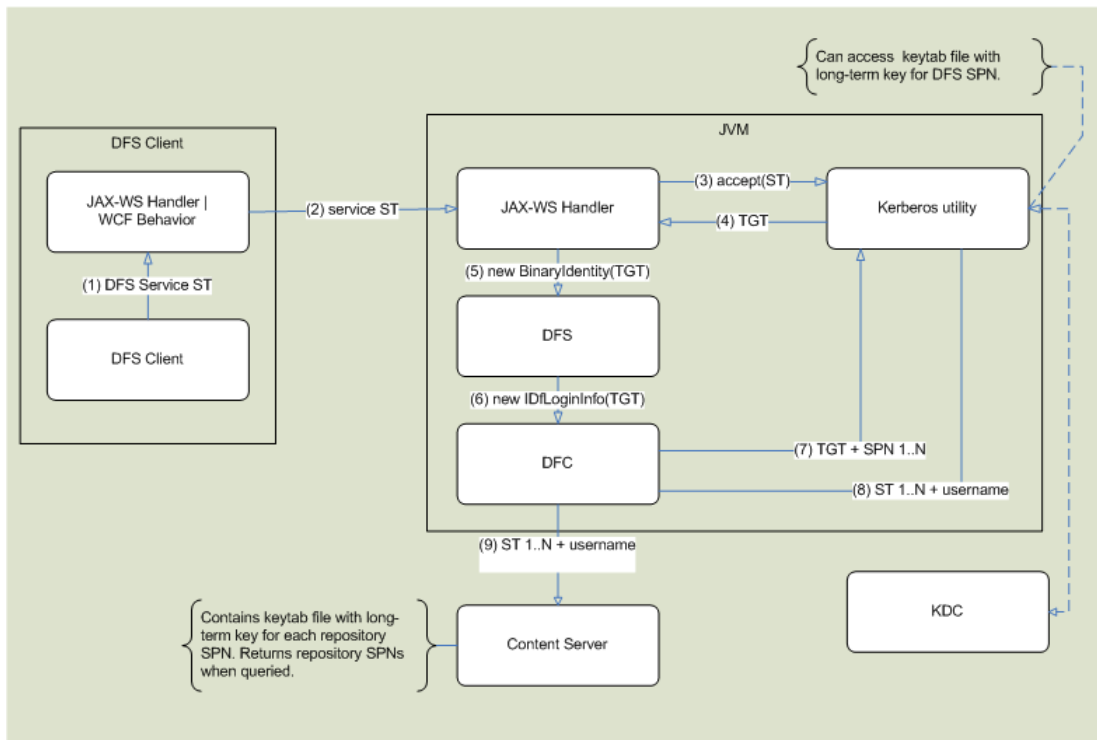 Can access keytab file with
long-term key for DFS SPN.
DFS Client
JAX-WS Handler |
WCF Behavior
(1) DFS Service ST
DFS Client
(2) service ST
JVM
JAX-WS Handler
(3) accept(ST)
(4) TGT
Kerberos utility
(5) new BinaryIdentity(TGT)
DFS
(6) new IDfLoginInfo(TGT)
DFC
(7) TGT + SPN 1..N
(8) ST 1..N + username
(9) ST 1..N + username
Contains keytab file with long-
term key for each repository
SPN. Returns repository SPNs
when queried.
Content Server
KDC